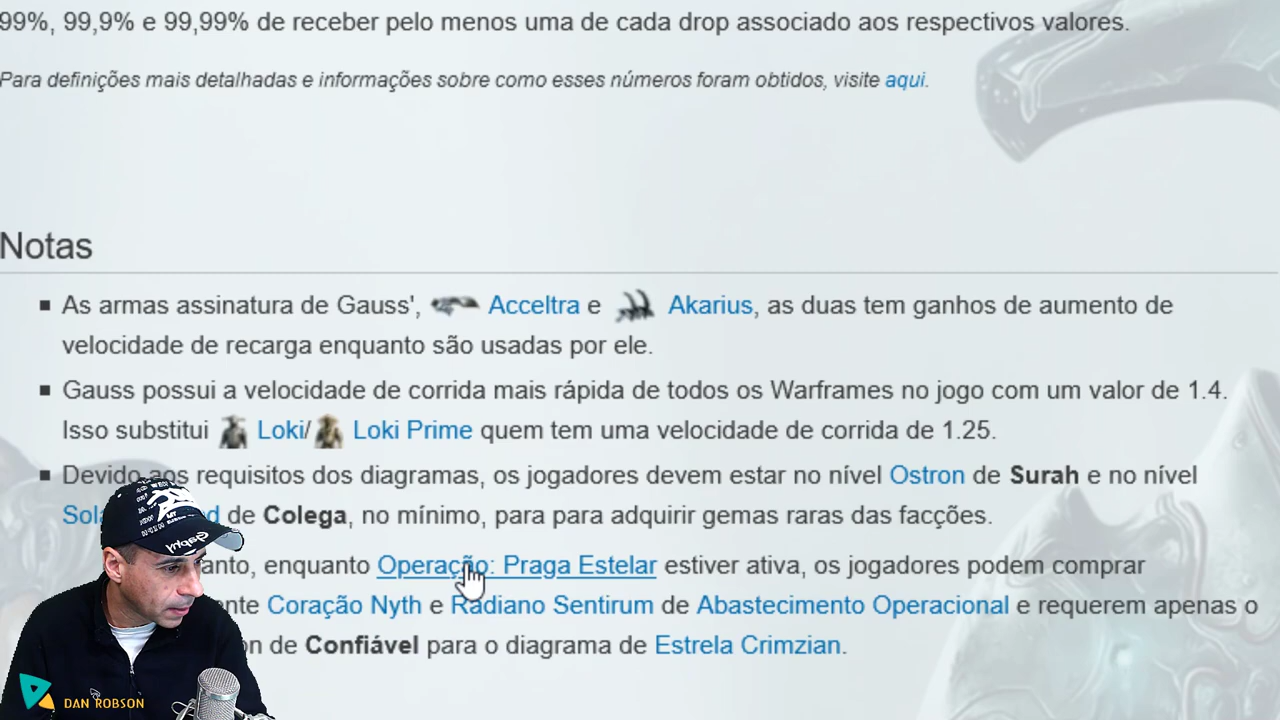 99%, 99,9% e 99,99% de receber pelo menos uma de cada drop associado aos respectivos valores.
Para definições mais detalhadas e informações sobre como esses números foram obtidos, visite aqui.
Notas
As armas assinatura de Gauss', Acceltra e Akarius, as duas tem ganhos de aumento de
velocidade de recarga enquanto são usadas por ele.
Gauss possui a velocidade de corrida mais rápida de todos os Warframes no jogo com um valor de 1.4.
Isso substitui Loki/ Loki Prime quem tem uma velocidade de corrida de 1.25.
Devido aos requisitos dos diagramas, os jogadores devem estar no nível Ostron de Surah e no nível
de Colega, no mínimo, para para adquirir gemas raras das facções.
enquanto Operação: Praga Estelar estiver ativa, os jogadores podem comprar
Coração Nyth e Radiano Sentirum de Abastecimento Operacional e requerem apenas o
de Confiável para o diagrama de Estrela Crimzian.
DAN ROBSON